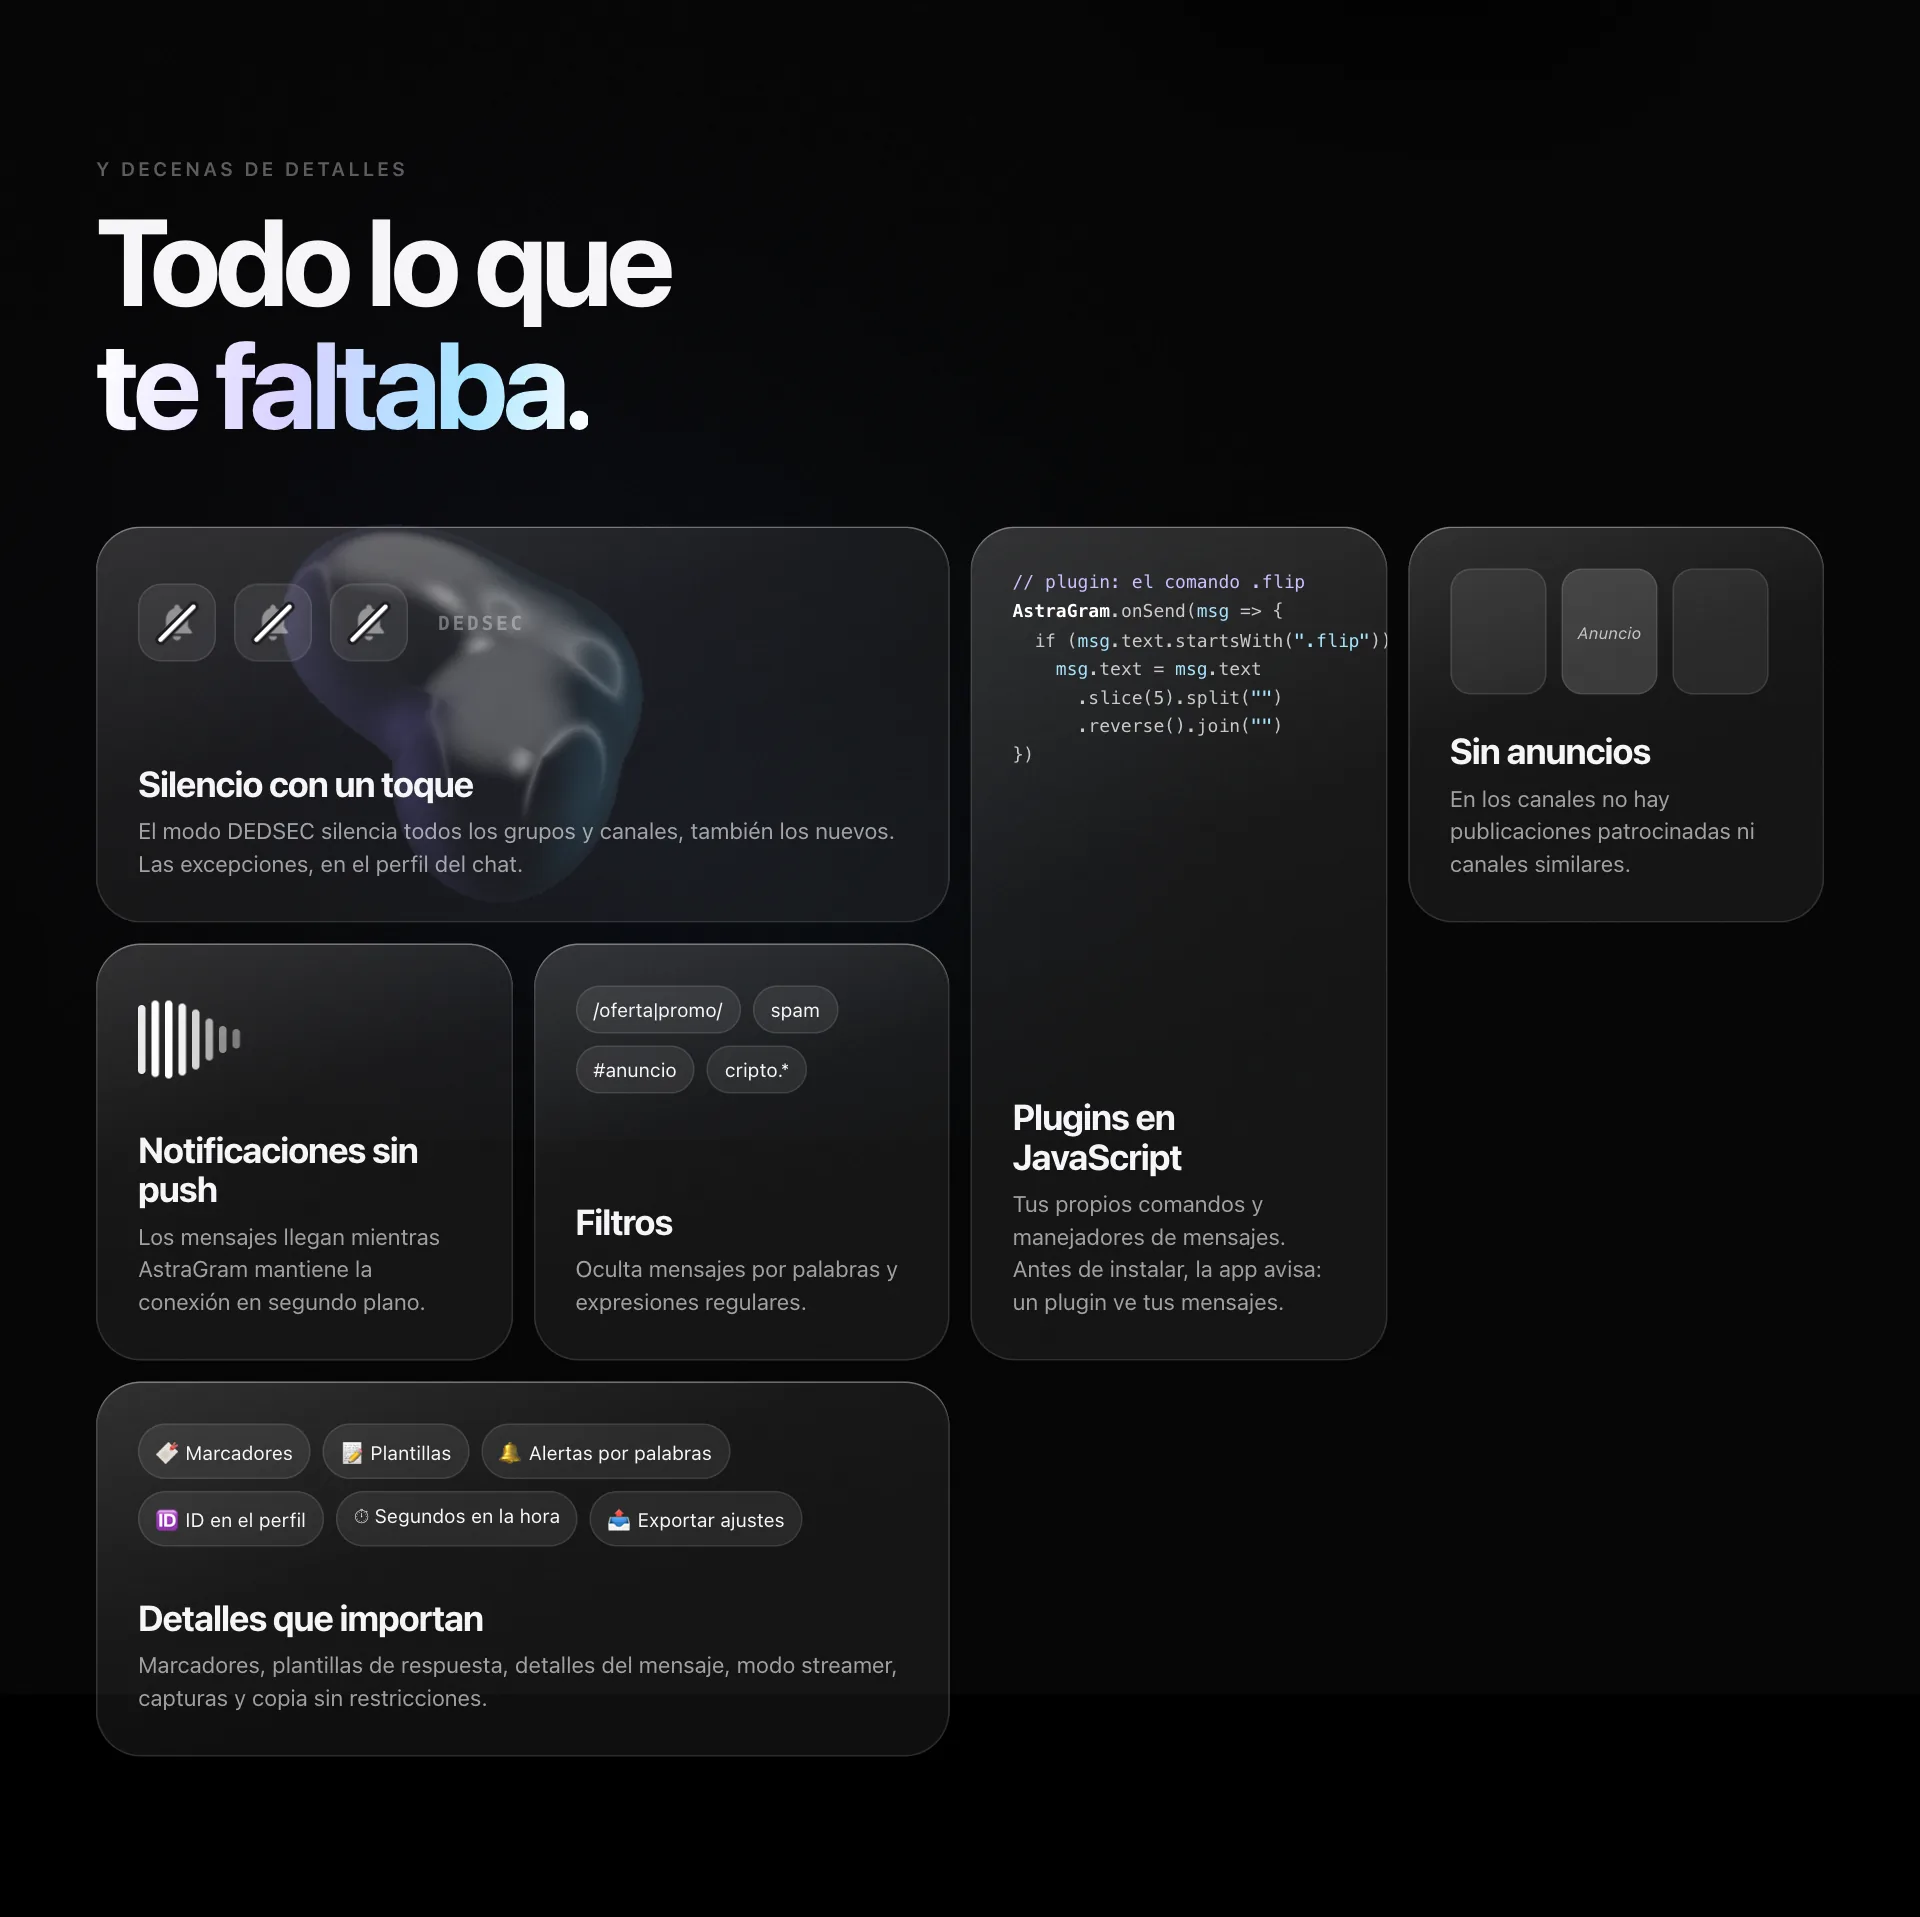 Y DECENAS DE DETALLES
Todo lo que
te faltaba.
DEDSEC
Silencio con un toque
El modo DEDSEC silencia todos los grupos y canales, también los nuevos.
Las excepciones, en el perfil del chat.
// plugin: el comando .flip
AstraGram.onSend(msg => {
  if (msg.text.startsWith(".flip"))
    msg.text = msg.text
      .slice(5).split("")
      .reverse().join("")
})
Plugins en
JavaScript
Tus propios comandos y
manejadores de mensajes.
Antes de instalar, la app avisa:
un plugin ve tus mensajes.
Anuncio
Sin anuncios
En los canales no hay
publicaciones patrocinadas ni
canales similares.
Notificaciones sin
push
Los mensajes llegan mientras
AstraGram mantiene la
conexión en segundo plano.
/oferta|promo/
spam
#anuncio
cripto.*
Filtros
Oculta mensajes por palabras y
expresiones regulares.
Marcadores
Plantillas
Alertas por palabras
🆔 ID en el perfil
Segundos en la hora
Exportar ajustes
Detalles que importan
Marcadores, plantillas de respuesta, detalles del mensaje, modo streamer,
capturas y copia sin restricciones.